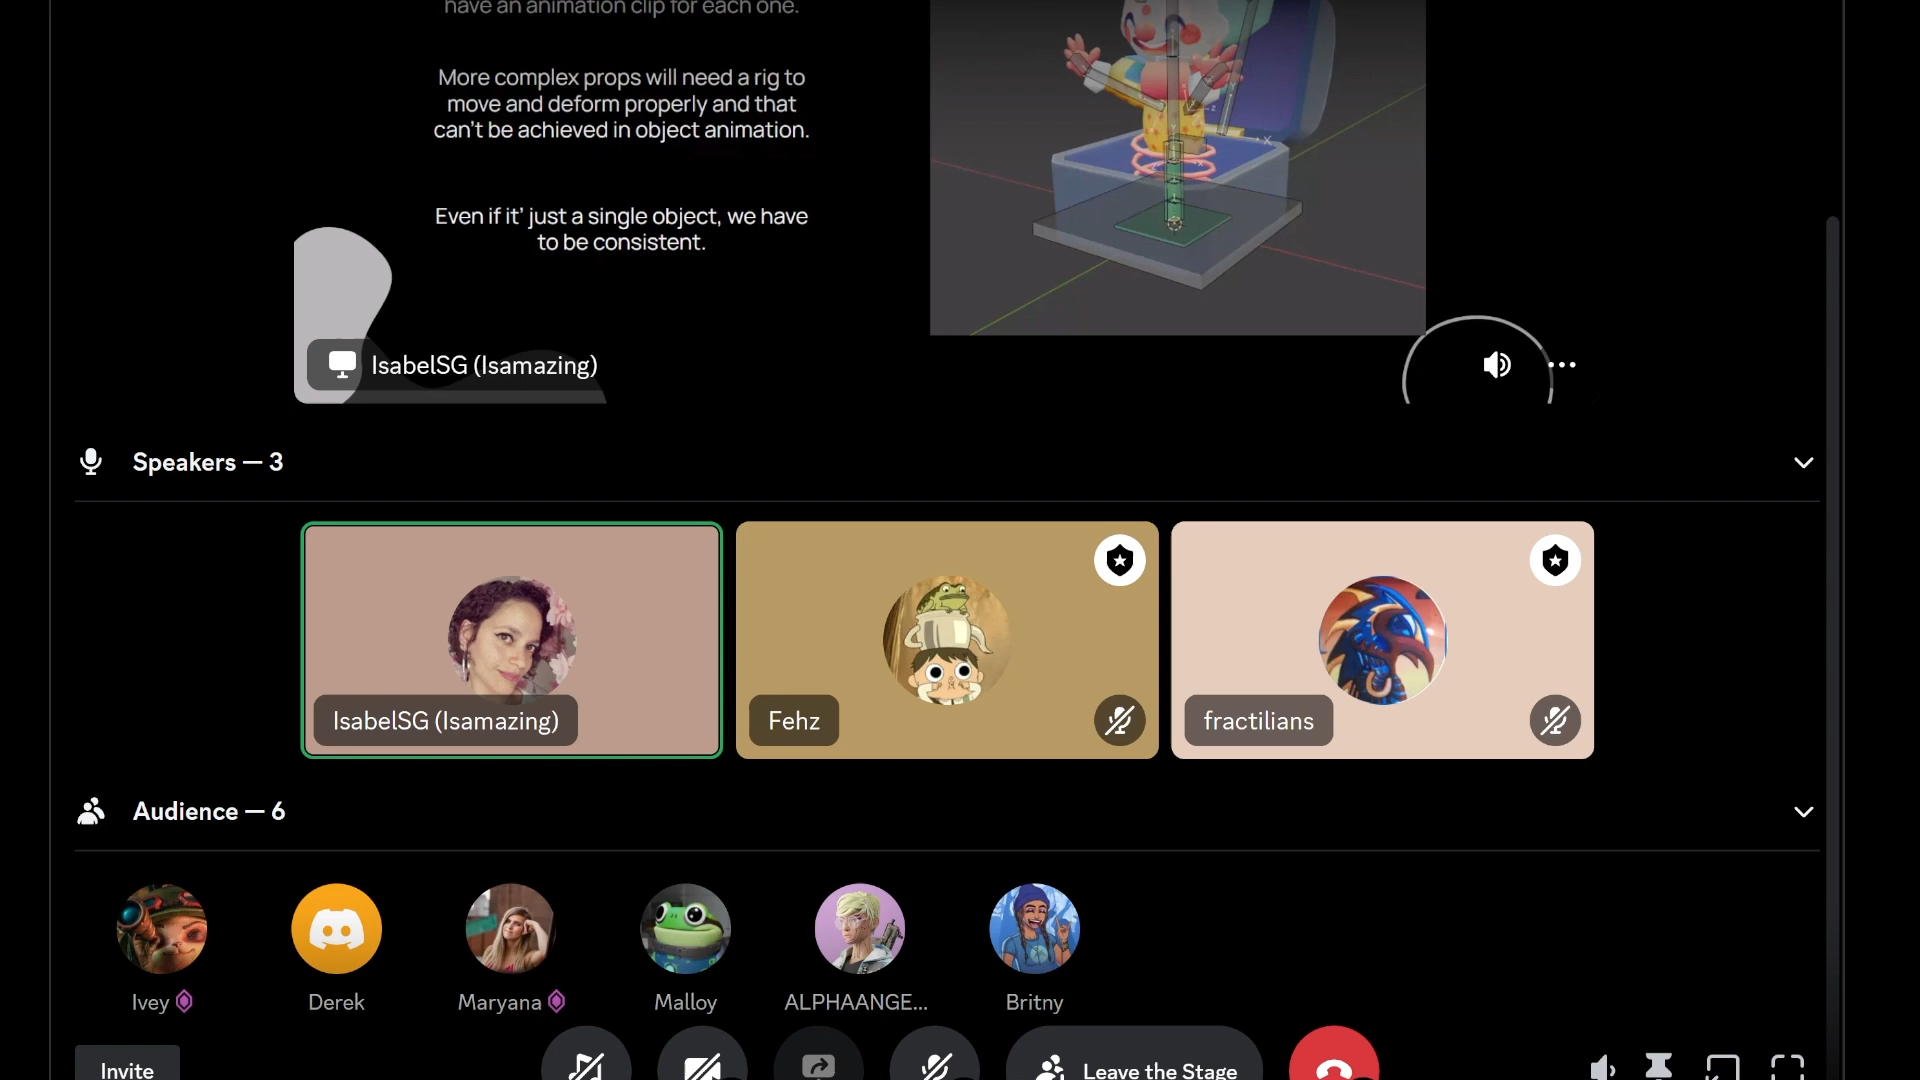 have an animation clip for each one.
More complex props will need a rig to
move and deform properly and that
can't be achieved in object animation.
Even if it' just a single object, we have
to be consistent.
IsabelSG (Isamazing)
Speakers — 3
IsabelSG (Isamazing)
Fehz
fractilians
Audience — 6
Ivey
Derek
Maryana
Malloy
ALPHAANGE...
Britny
Invite
Leave the Stage